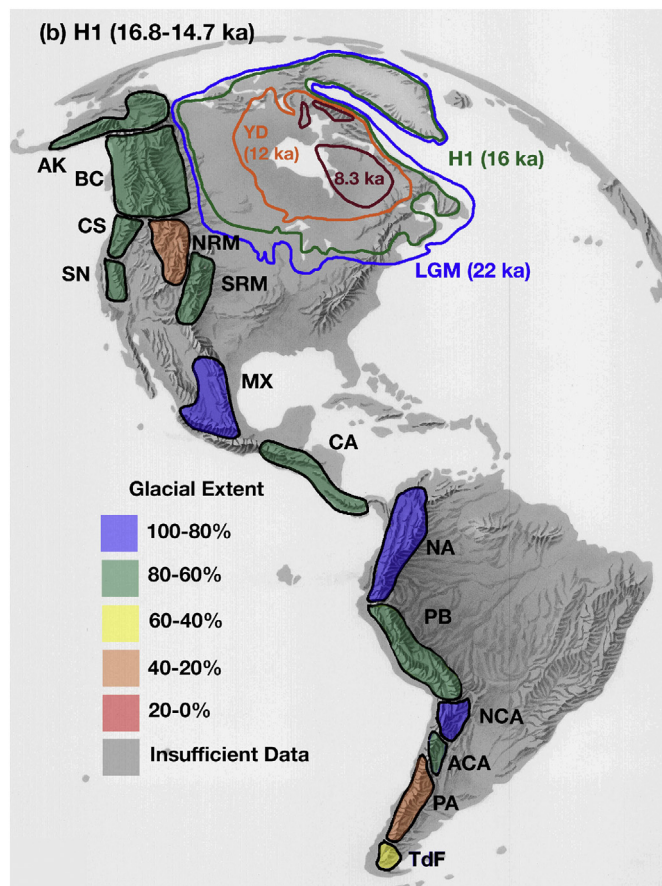 (b) H1 (16.8-14.7 ka)
YD
(12 ka)
8.3 ka
H1 (16 ka)
LGM (22 ka)
AK
BC
CS
NRM
SN
SRM
MX
CA
Glacial Extent
100-80%
80-60%
60-40%
40-20%
20-0%
Insufficient Data
NA
PB
NCA
ACA
PA
TdF